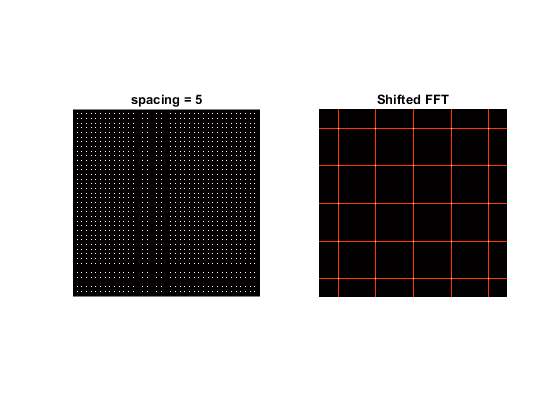 spacing = 5
Shifted FFT